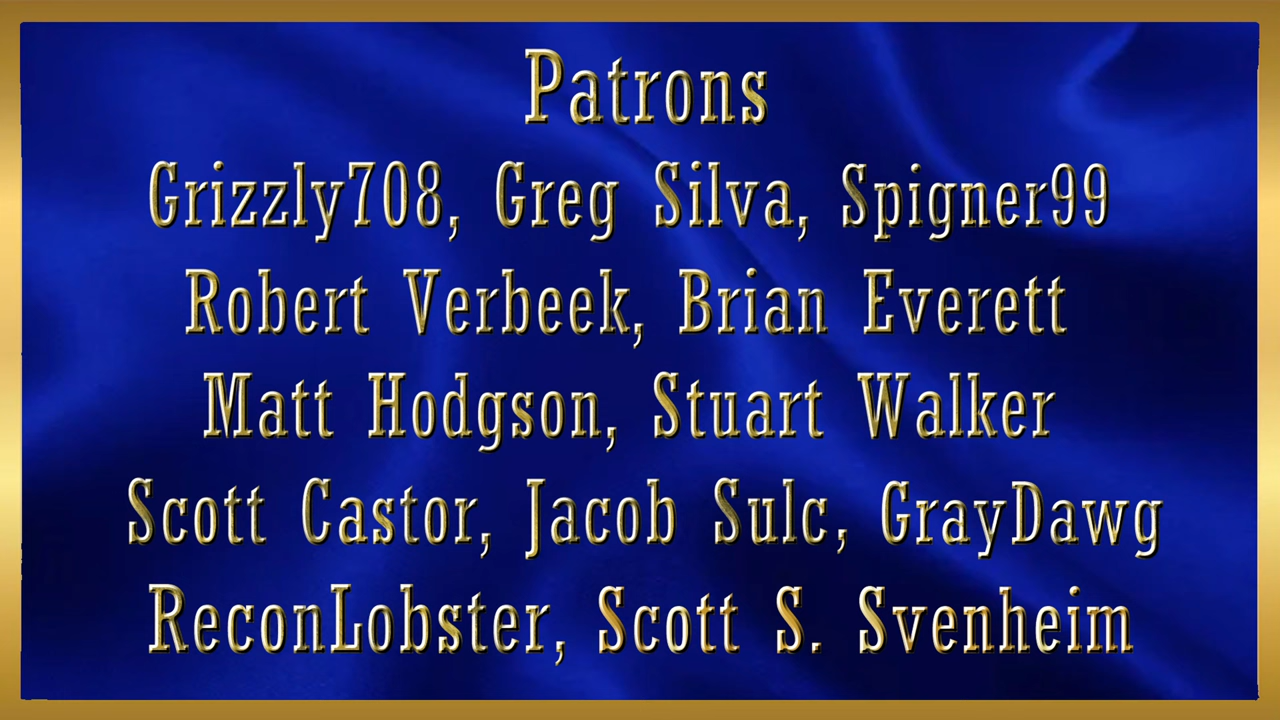 Patrons
Grizzly708, Greg Silva, Spigner99
Robert Verbeek, Brian Everett
Matt Hodgson, Stuart Walker
Scott Castor, Jacob Sulc, GrayDawg
ReconLobster, Scott S. Svenheim